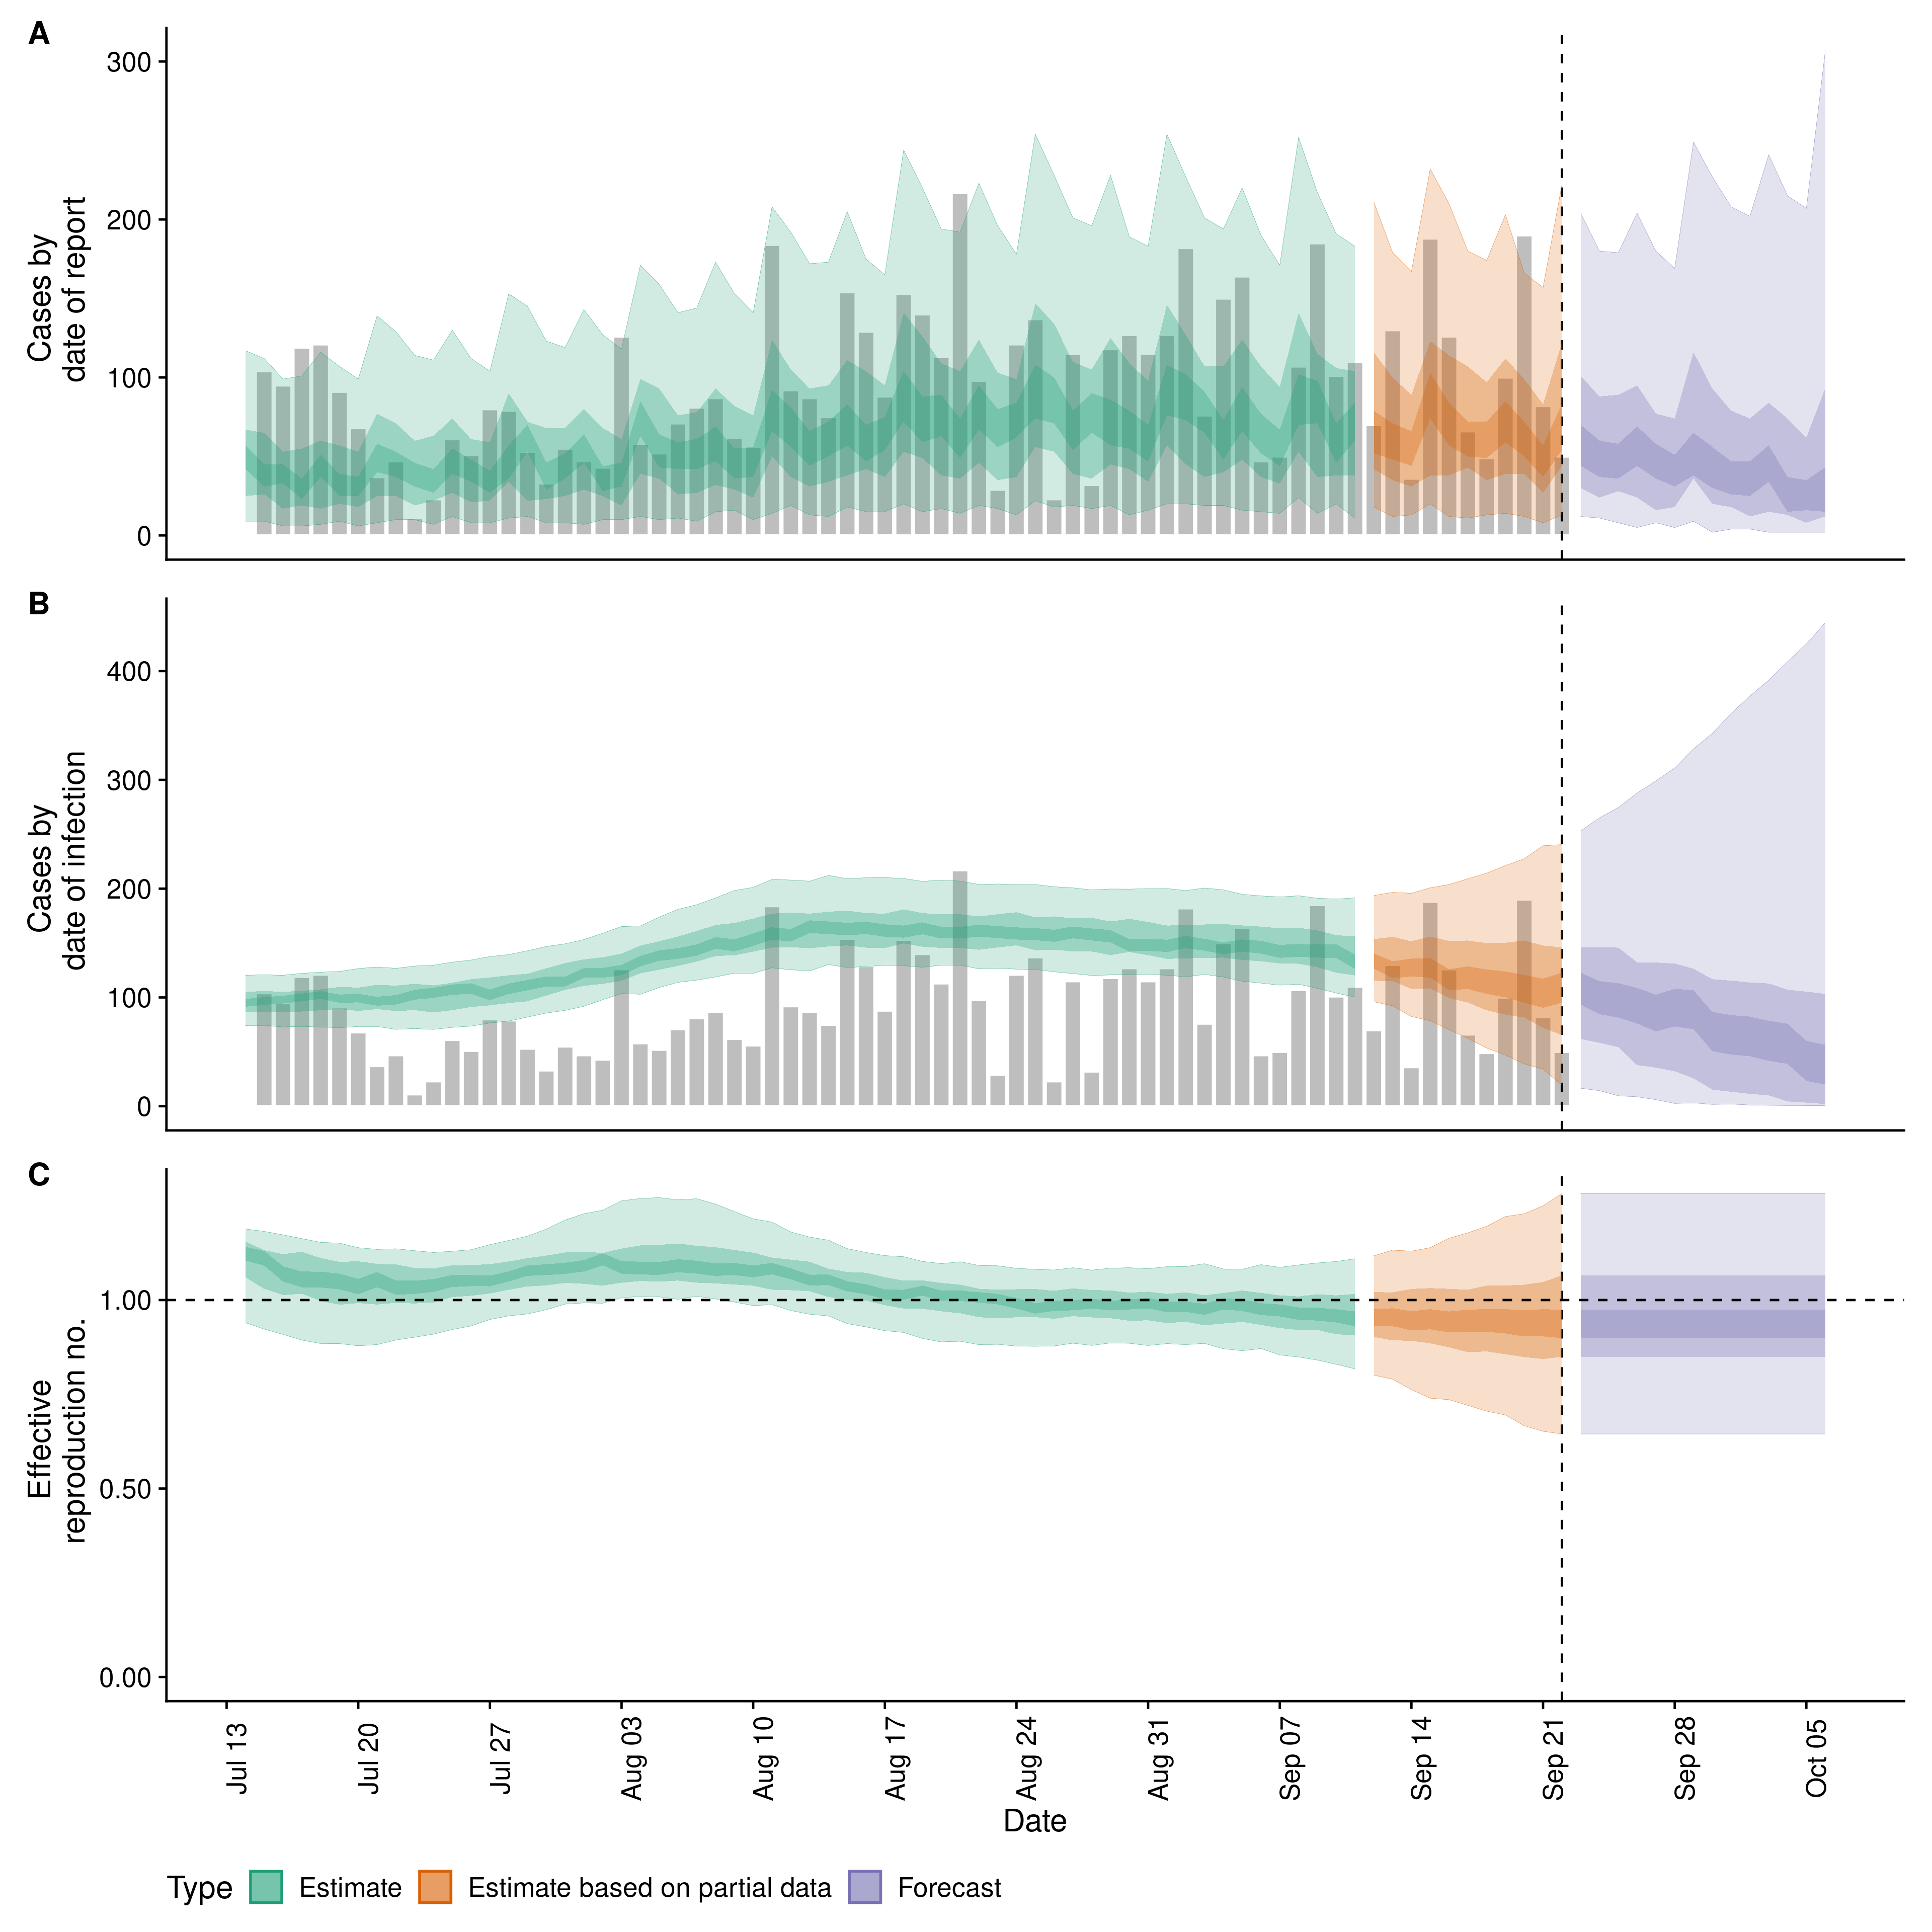 A
Cases by
date of report
300
200
100
0
B
Cases by
date of infection
400
300
200
100
0
C
Effective
reproduction no.
1.00
0.50
0.00
Jul 13
Jul 20
Jul 27
Aug 03
Aug 10
Aug 17
Aug 24
Aug 31
Sep 07
Sep 14
Sep 21
Sep 28
Oct 05
Date
Type Estimate Estimate based on partial data Forecast